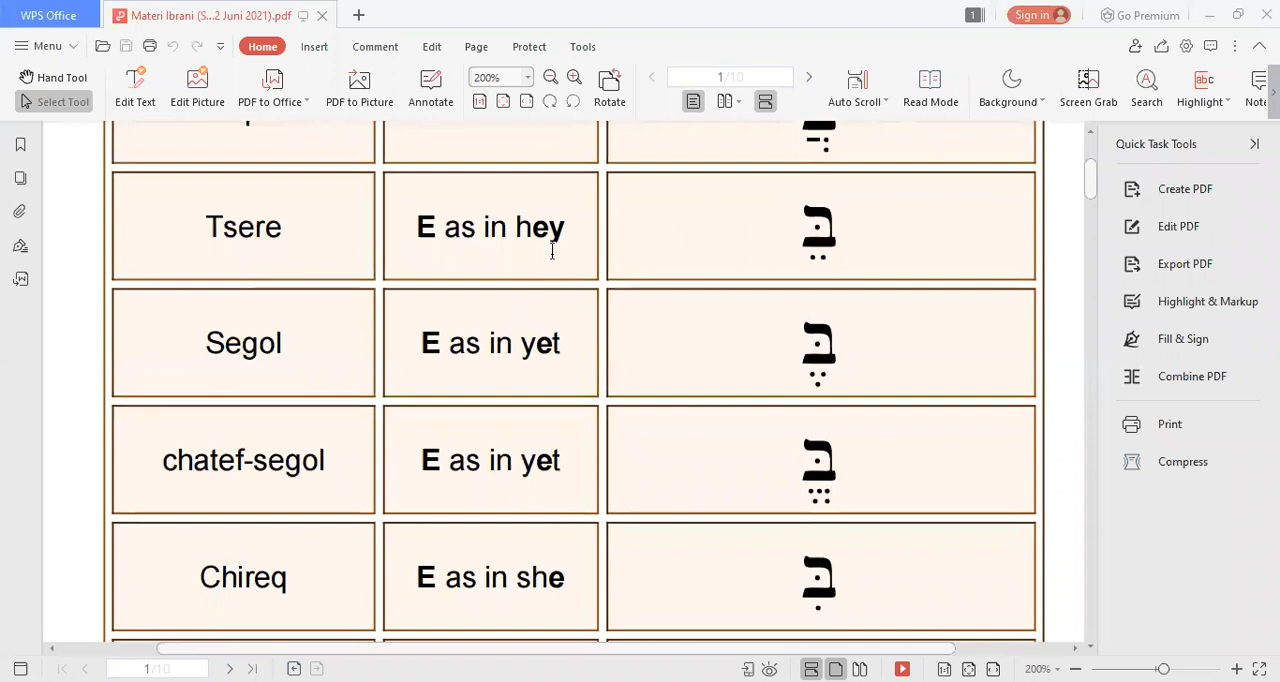 WPS Office
Materi Ibrani (S...2 Juni 2021).pdf
1
Sign in
Go Premium
Menu
Home
Insert
Comment
Edit
Page
Protect
Tools
Hand Tool
Select Tool
Edit Text
Edit Picture
PDF to Office
PDF to Picture
Annotate
200%
Rotate
1/10
Auto Scroll
Read Mode
Background
Screen Grab
Search
Highlight
Quick Task Tools
Create PDF
Edit PDF
Export PDF
Highlight & Markup
Fill & Sign
Combine PDF
Print
Compress
Tsere E as in hey בֵּ
Segol E as in yet בֶּ
chatef-segol E as in yet בֱּ
Chireq E as in she בִּ
1/10
200%